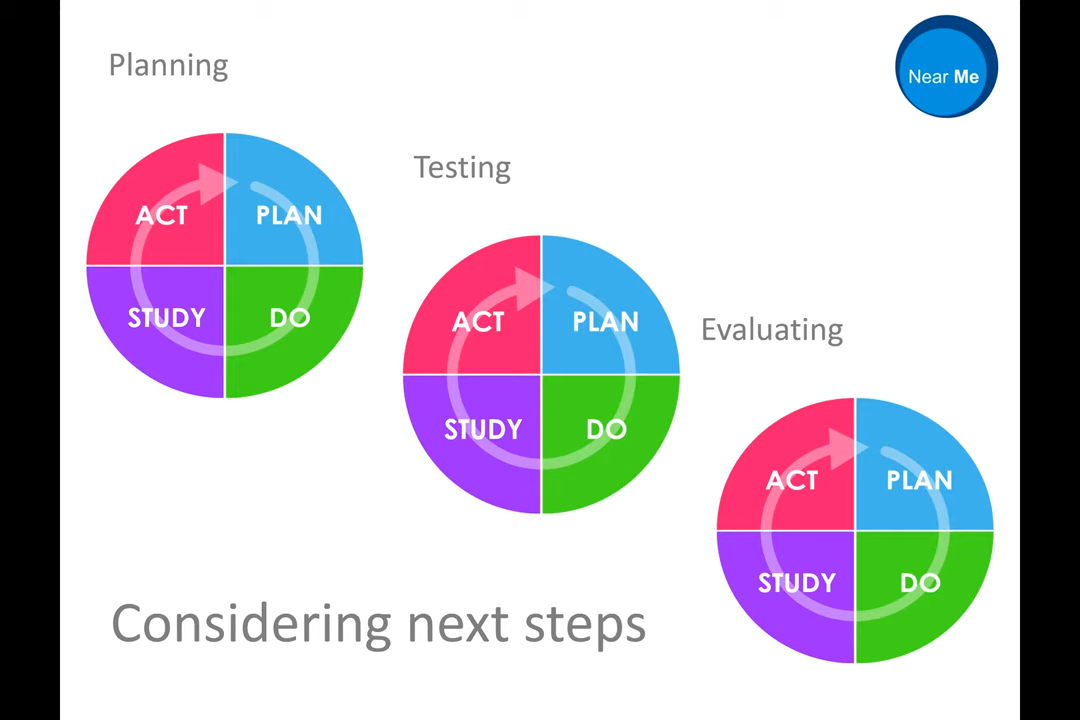 Planning
Near Me
ACT
PLAN
STUDY
DO
Testing
ACT
PLAN
STUDY
DO
Evaluating
ACT
PLAN
STUDY
DO
Considering next steps